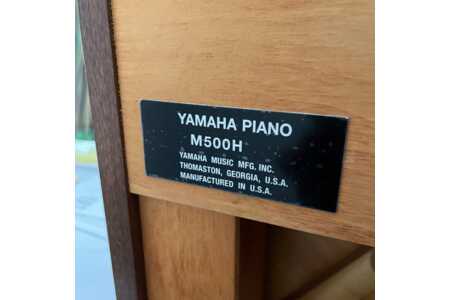 YAMAHA PIANO
M500H
YAMAHA MUSIC MFG. INC.
THOMASTON, GEORGIA, U.S.A.
MANUFACTURED IN U.S.A.